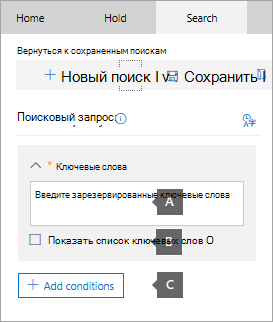 Home Hold Search
Вернуться к сохраненным поискам
+ Новый поиск I v Сохранить I
Поисковый запрос
* Ключевые слова
Введите зарезервированные ключевые слова
A
Показать список ключевых слов О
B
+ Add conditions
C